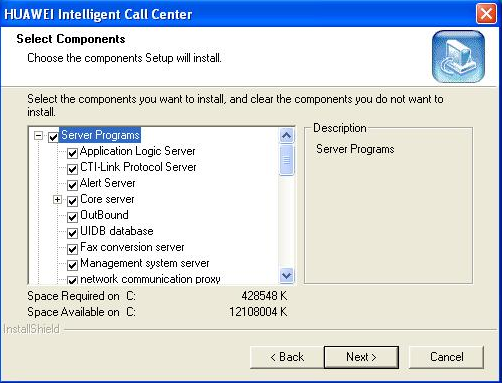 HUAWEI Intelligent Call Center
Select Components
Choose the components Setup will install.
Select the components you want to install, and clear the components you do not want to
install.
Server Programs
Application Logic Server
CTI-Link Protocol Server
Alert Server
Core server
OutBound
UIDB database
Fax conversion server
Management system server
network communication proxy
Description
Server Programs
Space Required on C: 428548 K
Space Available on C: 12108004 K
InstallShield
< Back
Next >
Cancel